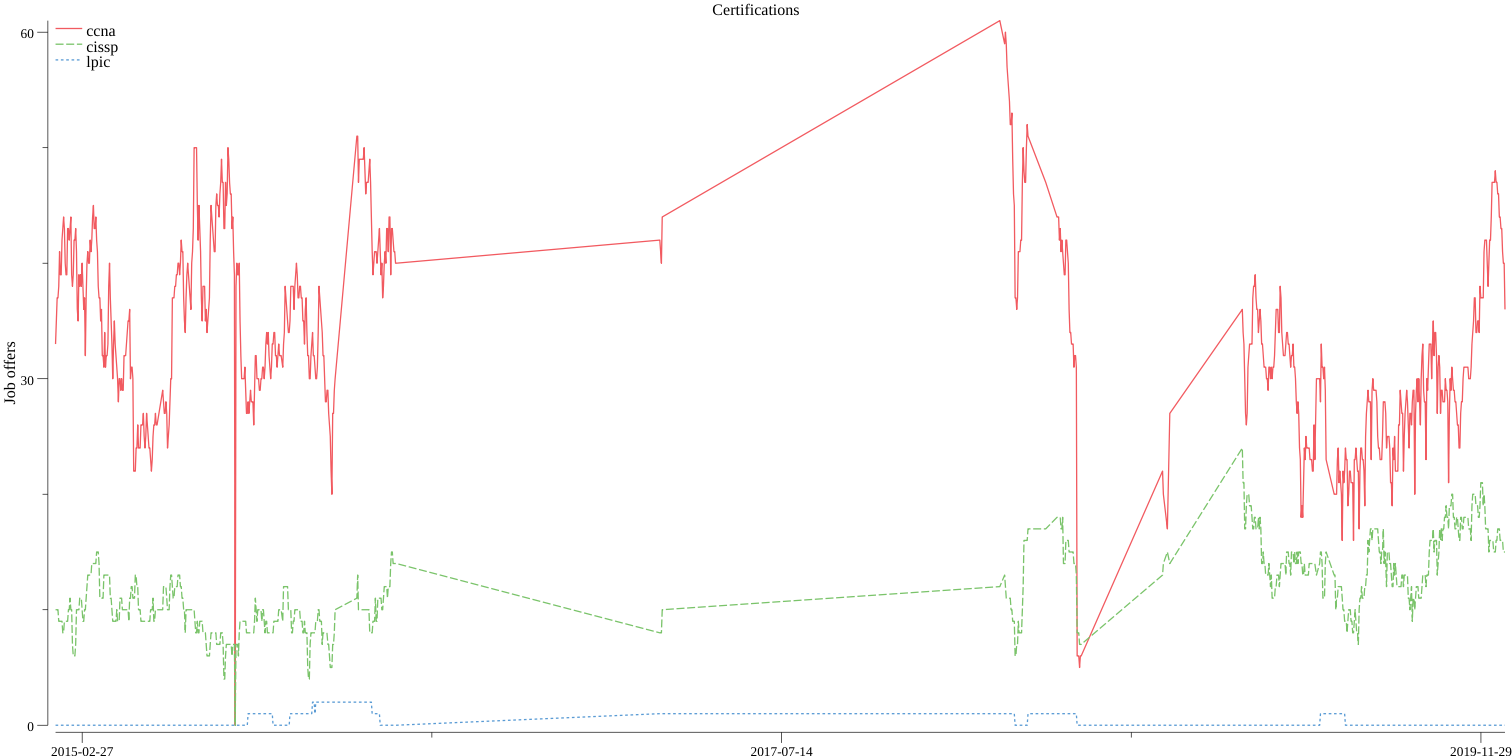 Certifications
60
ccna
cissp
lpic
Job offers
30
0
2015-02-27
2017-07-14
2019-11-29